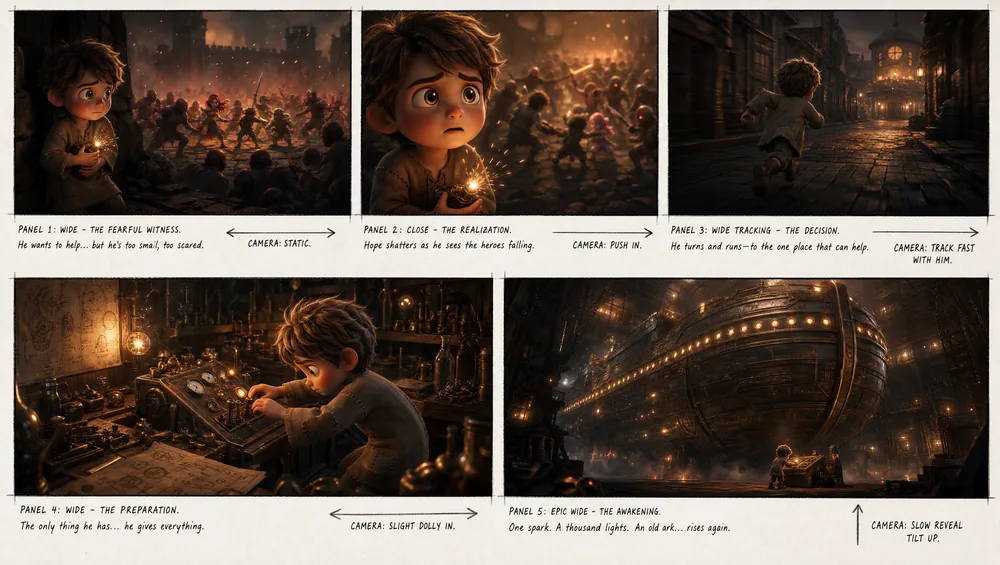 PANEL 1: WIDE – THE FEARFUL WITNESS.
He wants to help... but he's too small, too scared.
CAMERA: STATIC.
PANEL 2: CLOSE – THE REALIZATION.
Hope shatters as he sees the heroes falling.
CAMERA: PUSH IN.
PANEL 3: WIDE TRACKING – THE DECISION.
He turns and runs—to the one place that can help.
CAMERA: TRACK FAST
WITH HIM.
PANEL 4: WIDE – THE PREPARATION.
The only thing he has... he gives everything.
CAMERA: SLIGHT DOLLY IN.
PANEL 5: EPIC WIDE – THE AWAKENING.
One spark. A thousand lights. An old ark... rises again.
CAMERA: SLOW REVEAL
TILT UP.